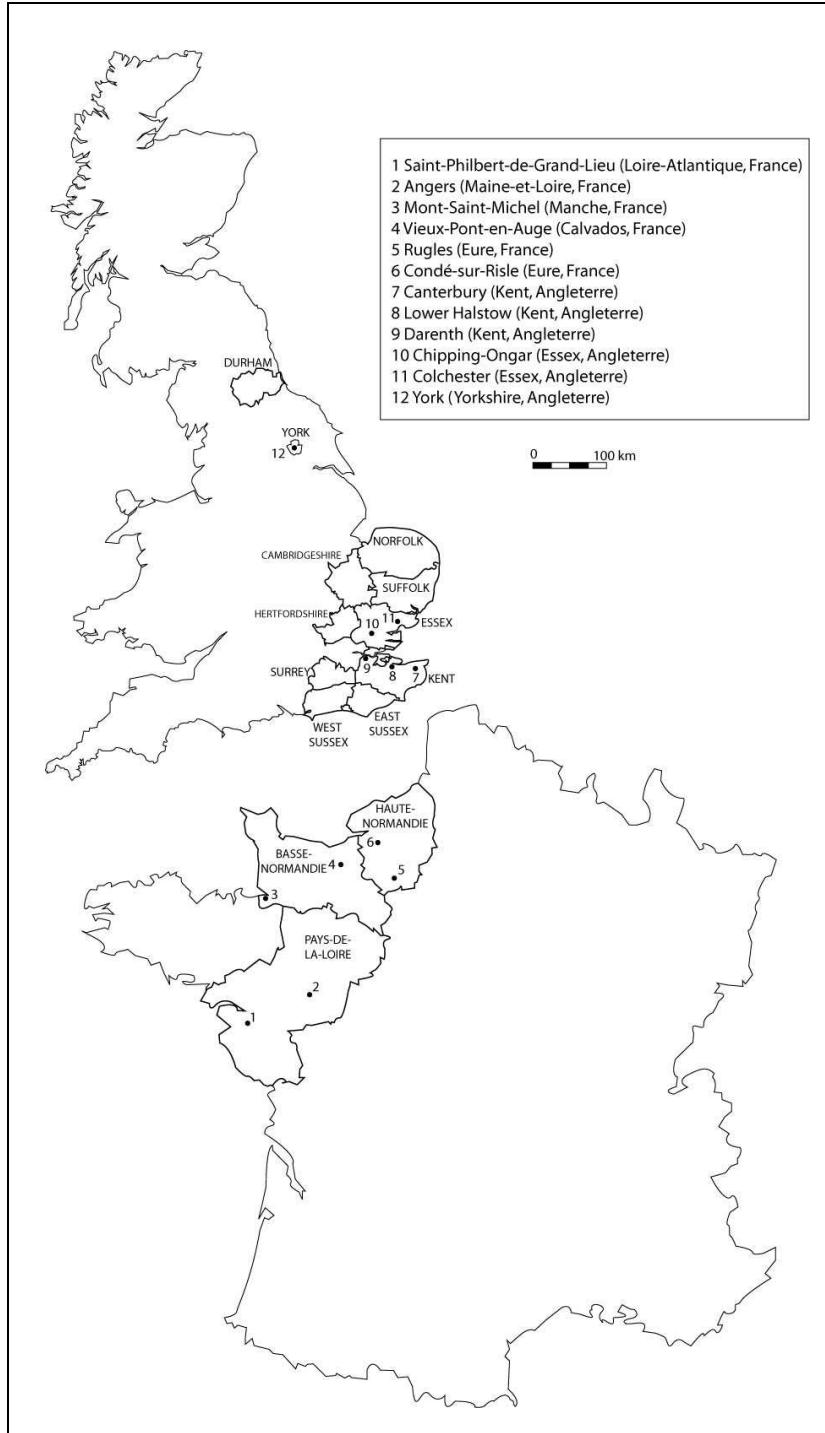 1 Saint-Philbert-de-Grand-Lieu (Loire-Atlantique, France)
2 Angers (Maine-et-Loire, France)
3 Mont-Saint-Michel (Manche, France)
4 Vieux-Pont-en-Auge (Calvados, France)
5 Rugles (Eure, France)
6 Condé-sur-Risle (Eure, France)
7 Canterbury (Kent, Angleterre)
8 Lower Halstow (Kent, Angleterre)
9 Darenth (Kent, Angleterre)
10 Chipping-Ongar (Essex, Angleterre)
11 Colchester (Essex, Angleterre)
12 York (Yorkshire, Angleterre)
DURHAM
YORK
12
0 100 km
NORFOLK
CAMBRIDGESHIRE
SUFFOLK
HERTFORDSHIRE
11
ESSEX
10
SURREY
9
8
7
KENT
WEST
SUSSEX
EAST
SUSSEX
HAUTE-
NORMANDIE
6
BASSE-
NORMANDIE
4
5
3
PAYS-DE-
LA-LOIRE
2
1